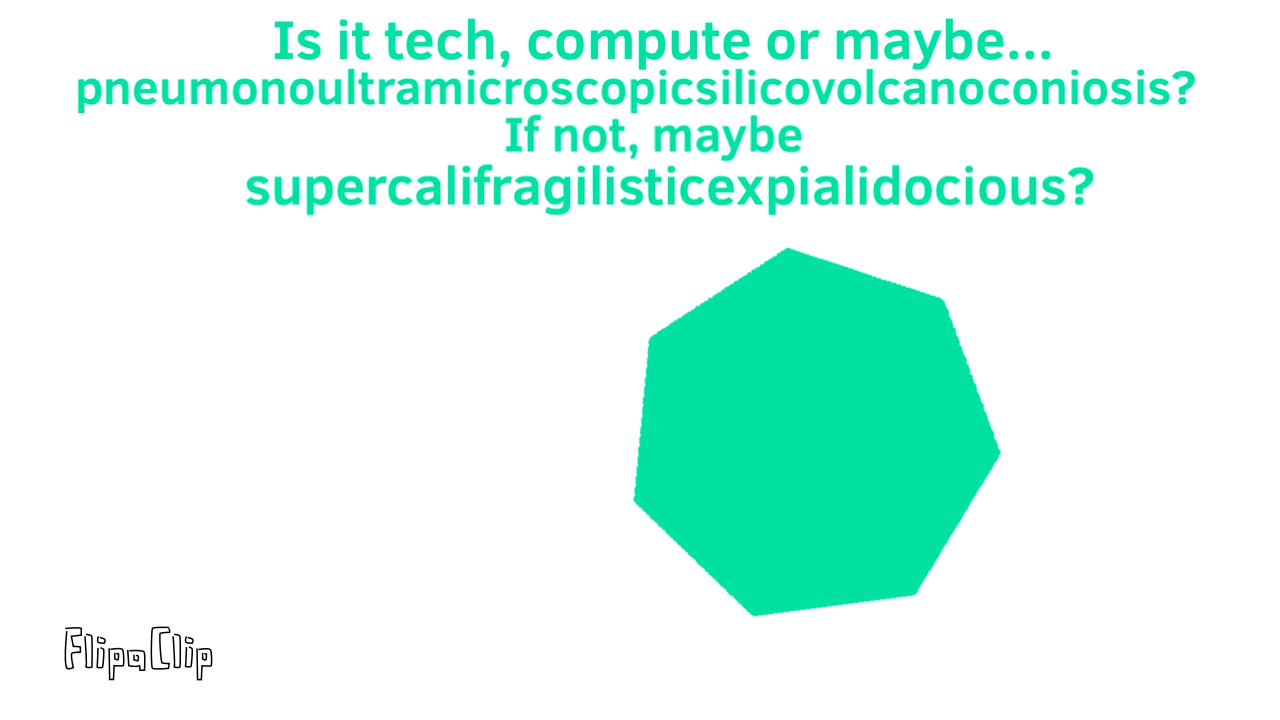 Is it tech, compute or maybe...
pneumonoultramicroscopicsilicovolcanoconiosis?
If not, maybe
supercalifragilisticexpialidocious?
FlipaClip